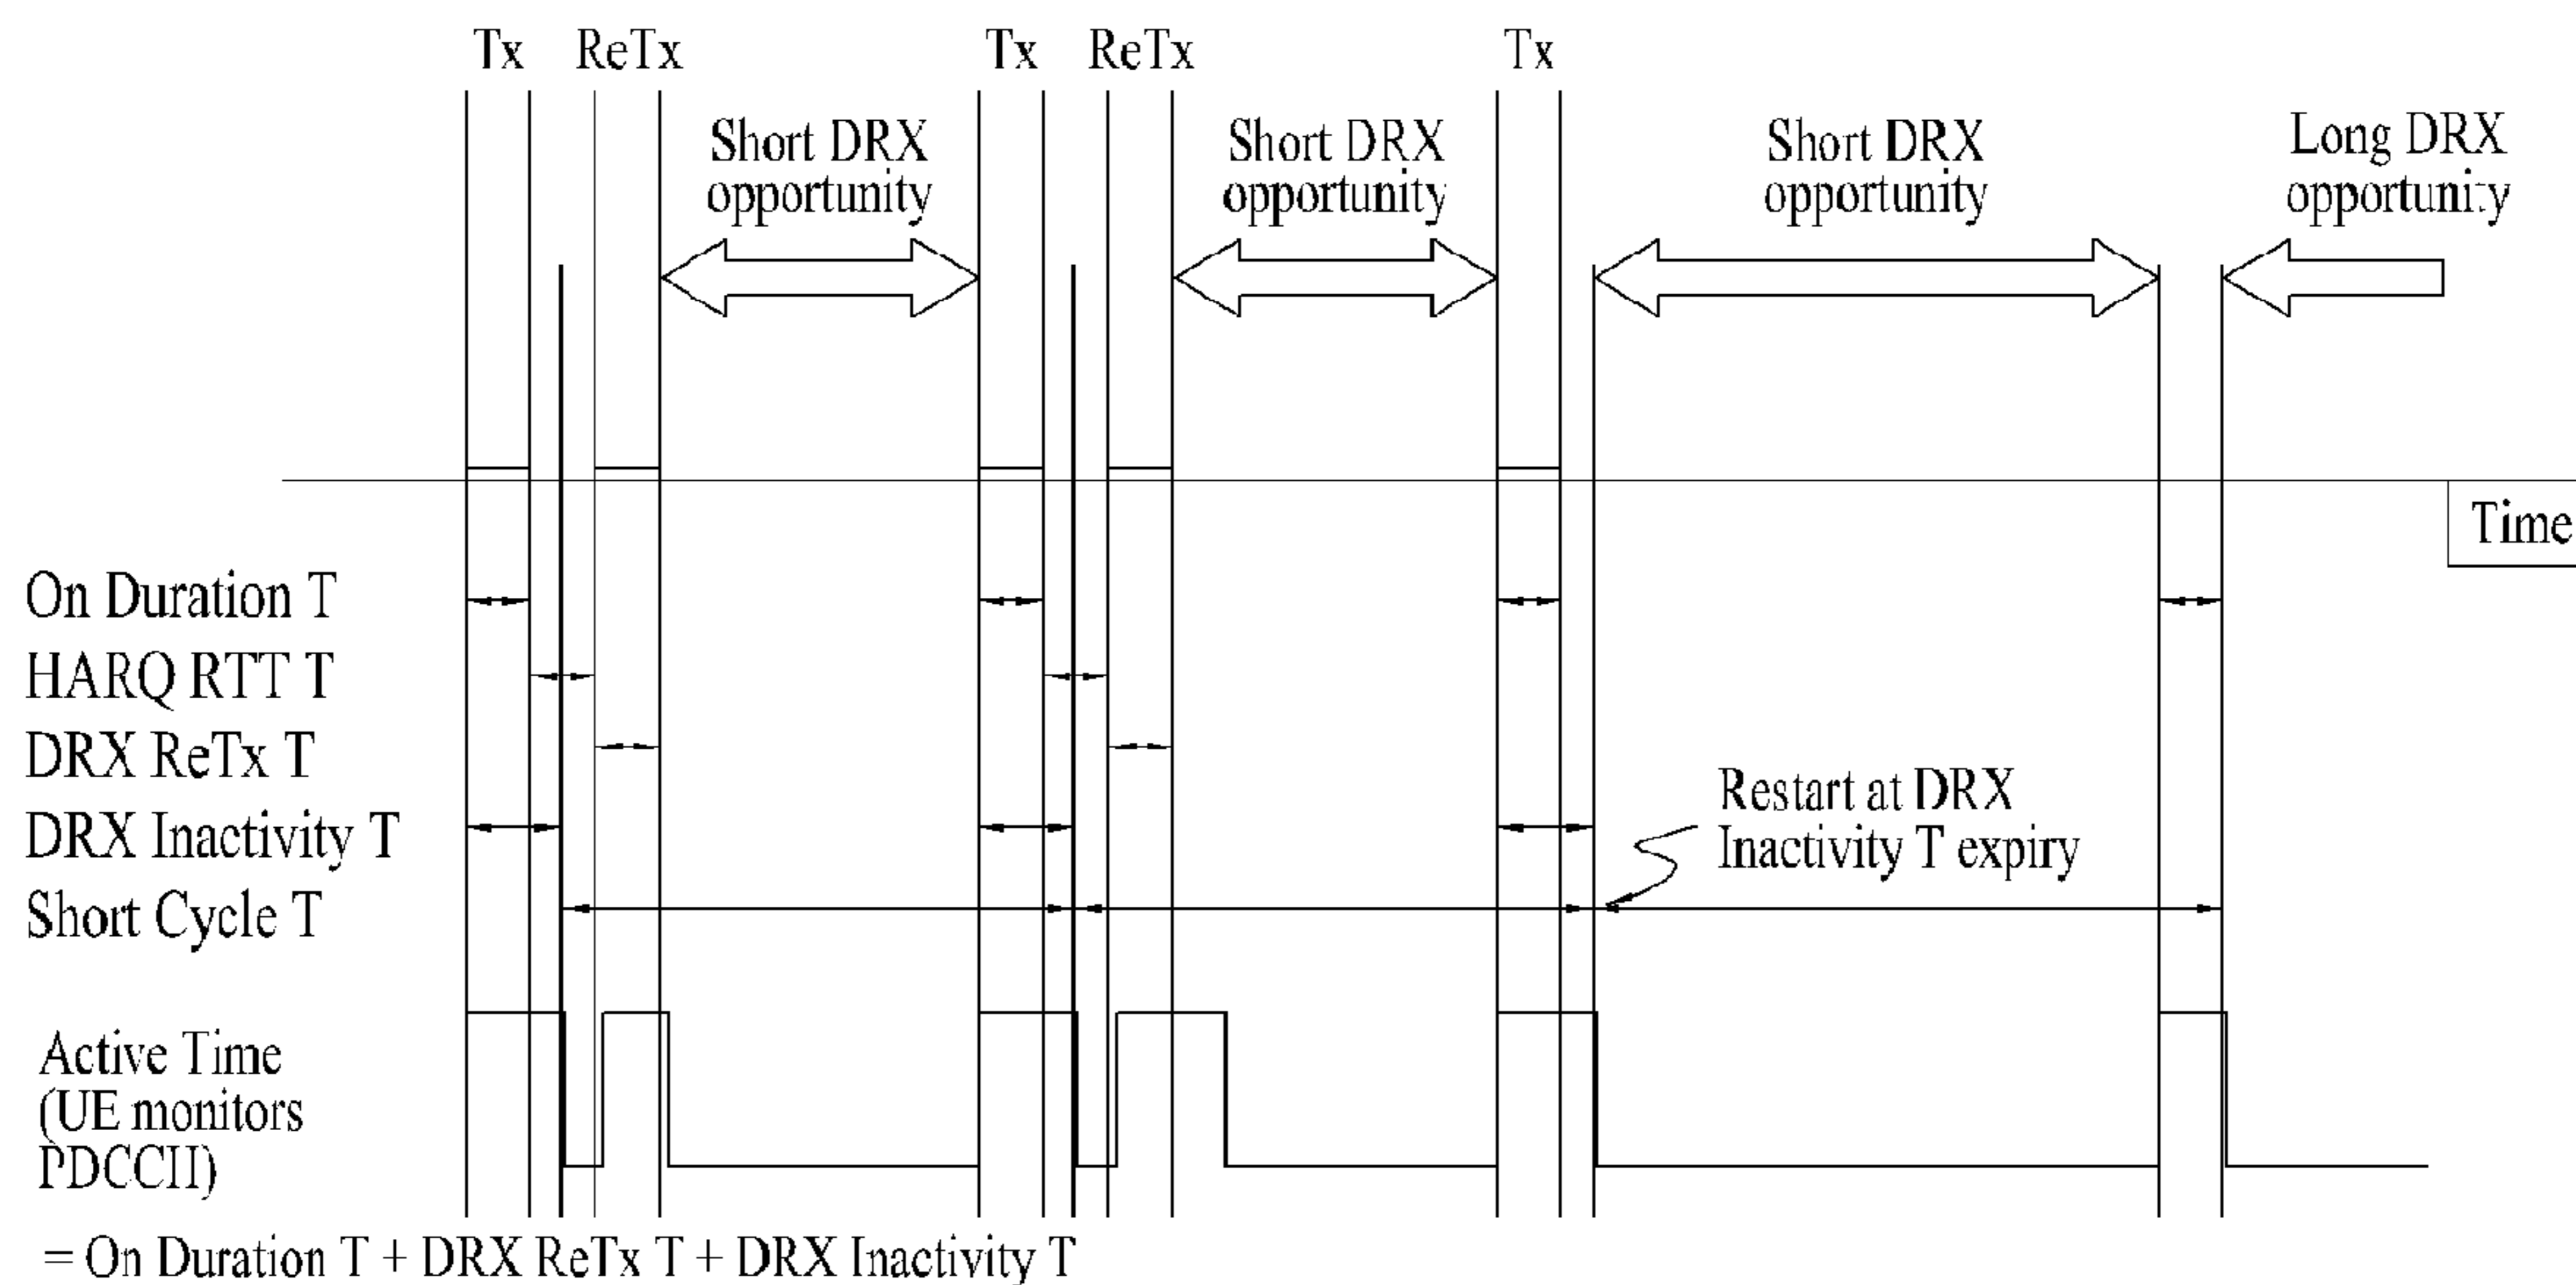 Tx ReTx Tx ReTx Tx
Short DRX
opportunity
Short DRX
opportunity
Short DRX
opportunity
Long DRX
opportunity
Time
On Duration T
HARQ RTT T
DRX ReTx T
DRX Inactivity T
Short Cycle T
Restart at DRX
Inactivity T expiry
Active Time
(UE monitors
PDCCH)
= On Duration T + DRX ReTx T + DRX Inactivity T